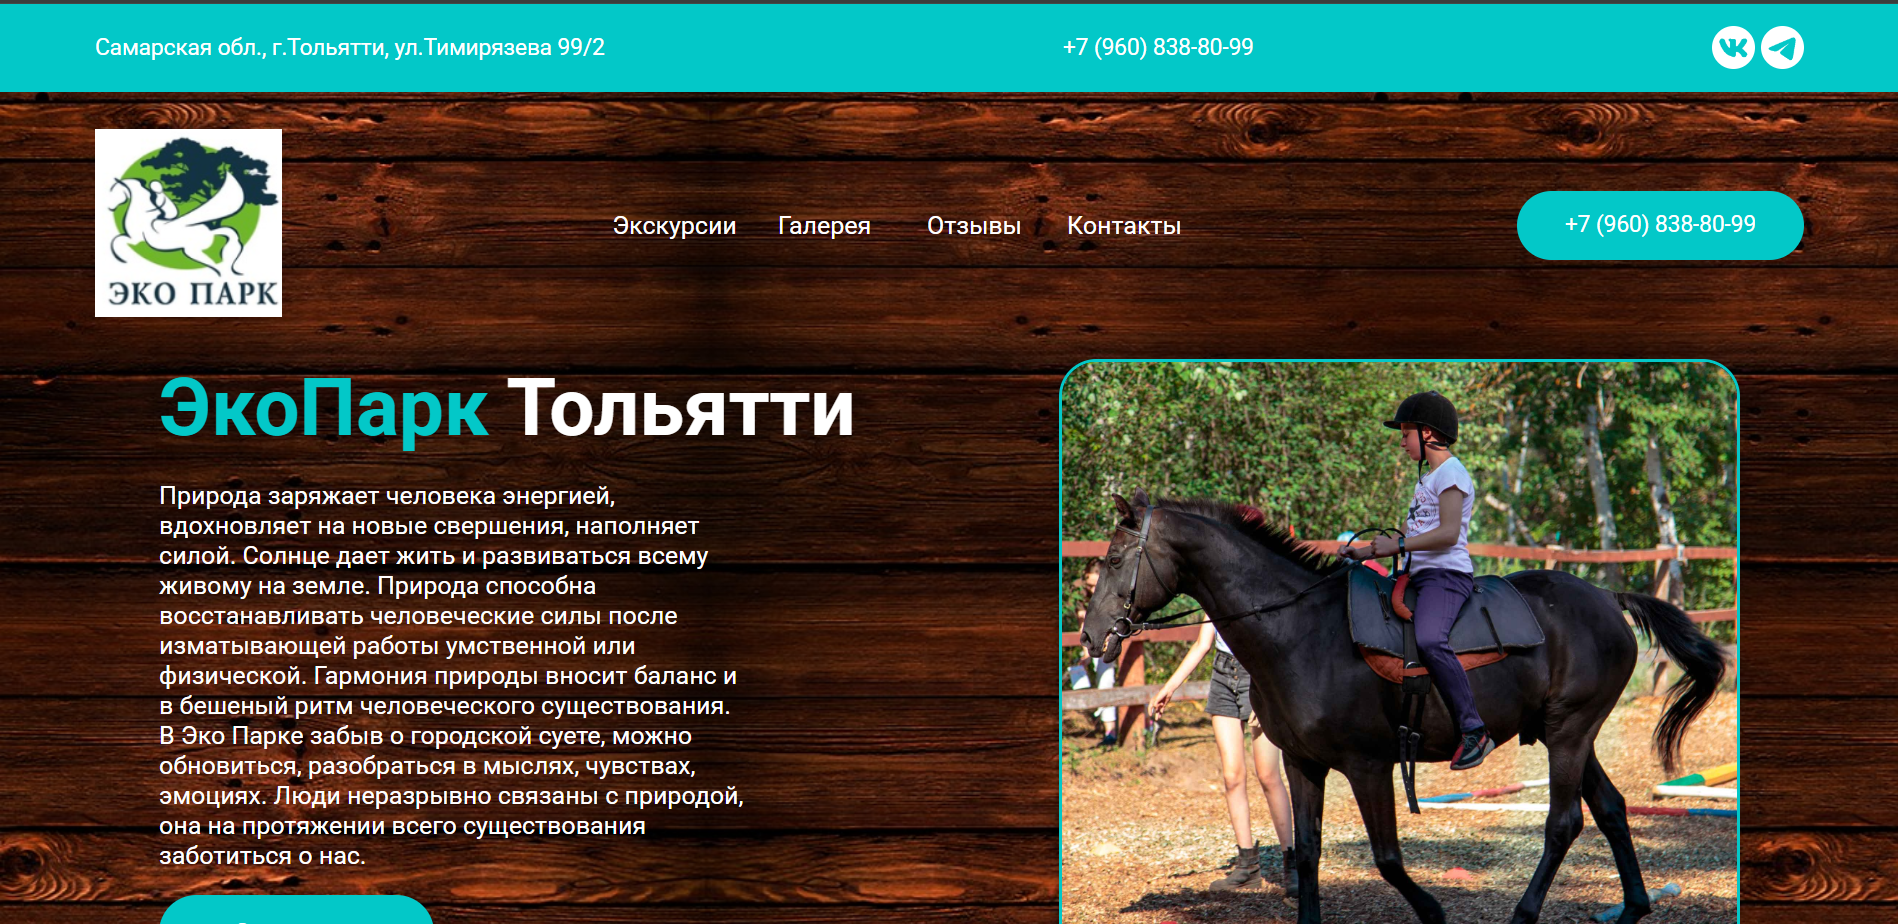 Самарская обл., г.Тольятти, ул.Тимирязева 99/2
+7 (960) 838-80-99
ЭКО ПАРК
Экскурсии
Галерея
Отзывы
Контакты
+7 (960) 838-80-99
ЭкоПарк Тольятти
Природа заряжает человека энергией,
вдохновляет на новые свершения, наполняет
силой. Солнце дает жить и развиваться всему
живому на земле. Природа способна
восстанавливать человеческие силы после
изматывающей работы умственной или
физической. Гармония природы вносит баланс и
в бешеный ритм человеческого существования.
В Эко Парке забыв о городской суете, можно
обновиться, разобраться в мыслях, чувствах,
эмоциях. Люди неразрывно связаны с природой,
она на протяжении всего существования
заботиться о нас.